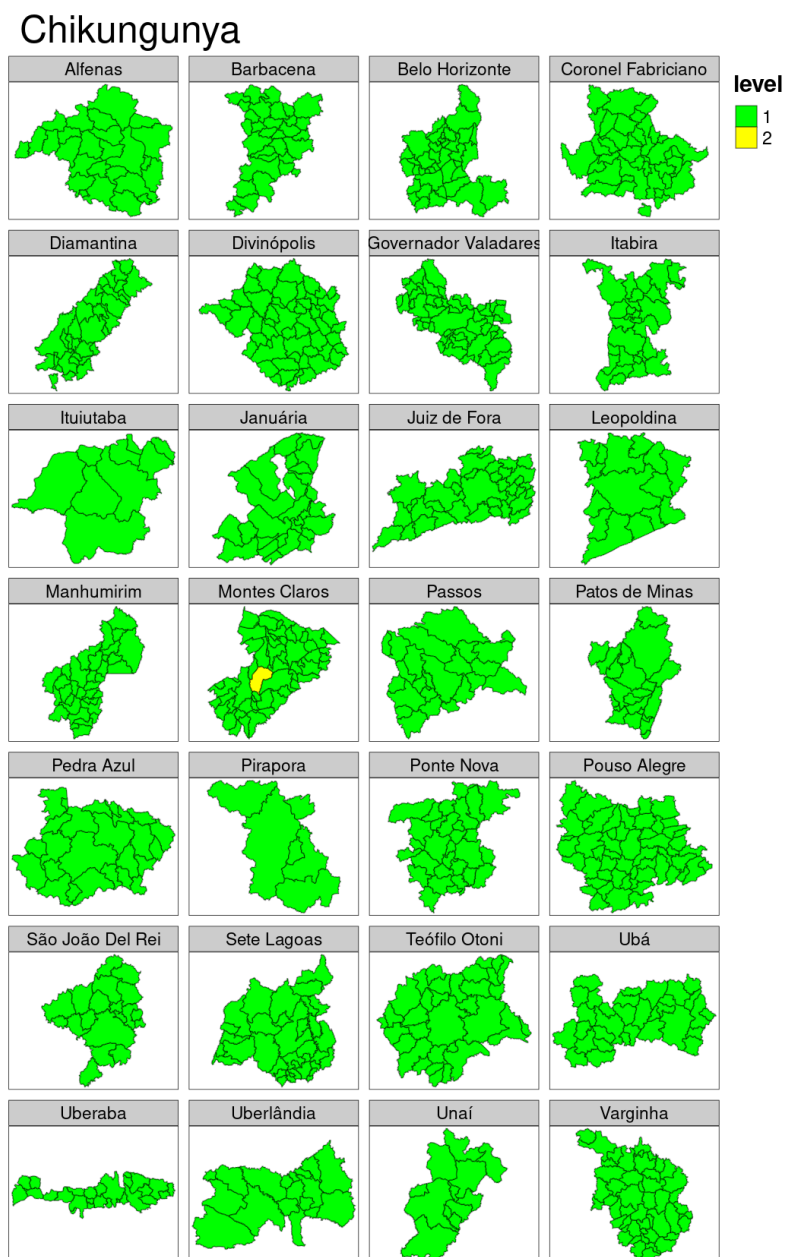 Chikungunya
Alfenas
Barbacena
Belo Horizonte
Coronel Fabriciano
level
1
2
Diamantina
Divinópolis
Governador Valadares
Itabira
Ituiutaba
Januária
Juiz de Fora
Leopoldina
Manhumirim
Montes Claros
Passos
Patos de Minas
Pedra Azul
Pirapora
Ponte Nova
Pouso Alegre
São João Del Rei
Sete Lagoas
Teófilo Otoni
Ubá
Uberaba
Uberlândia
Unaí
Varginha